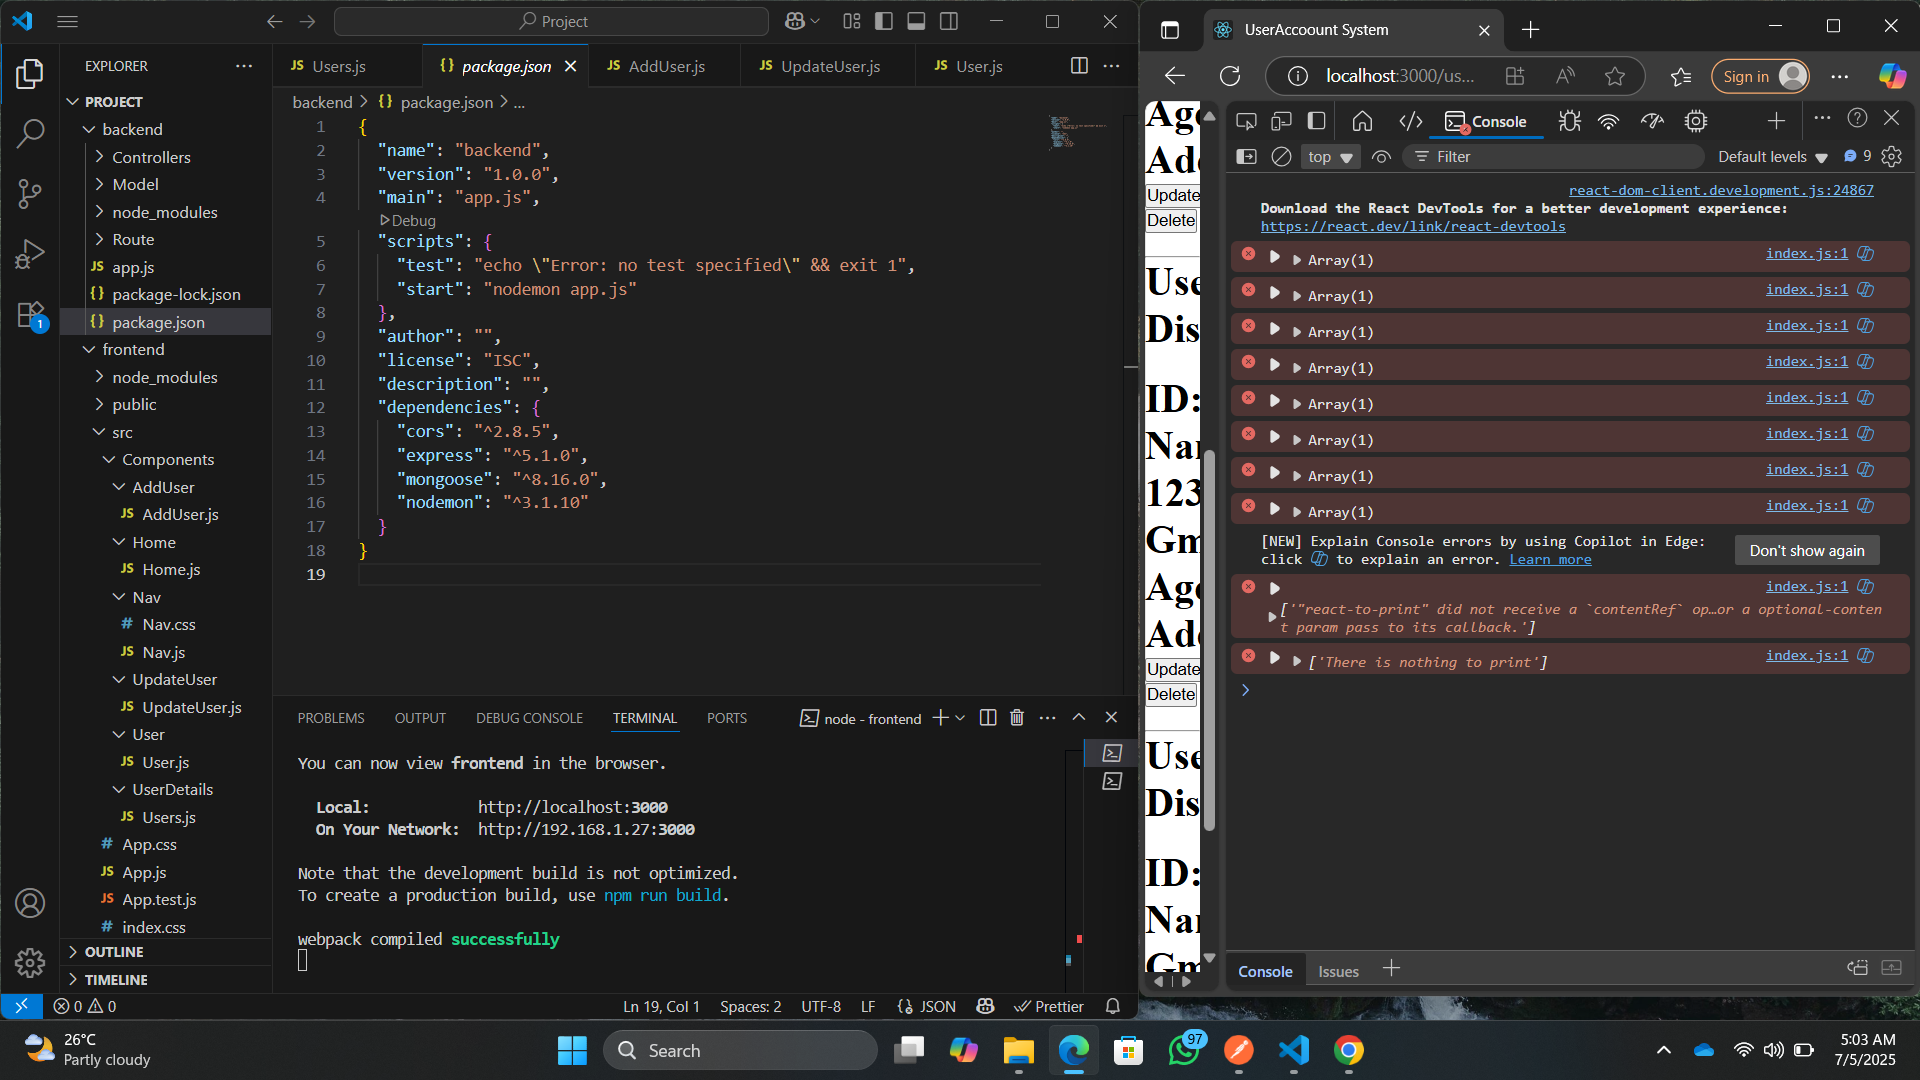 Project
EXPLORER
PROJECT
backend
Controllers
Model
node_modules
Route
JS app.js
{} package-lock.json
{} package.json
frontend
node_modules
public
src
Components
AddUser
JS AddUser.js
Home
JS Home.js
Nav
# Nav.css
JS Nav.js
UpdateUser
JS UpdateUser.js
User
JS User.js
UserDetails
JS Users.js
# App.css
JS App.js
JS App.test.js
# index.css
OUTLINE
TIMELINE
1
JS Users.js
{} package.json
JS AddUser.js
JS UpdateUser.js
JS User.js
backend > {} package.json > ...
1 {
2 "name": "backend",
3 "version": "1.0.0",
4 "main": "app.js",
Debug
5 "scripts": {
6 "test": "echo \"Error: no test specified\" && exit 1",
7 "start": "nodemon app.js"
8 },
9 "author": "",
10 "license": "ISC",
11 "description": "",
12 "dependencies": {
13 "cors": "^2.8.5",
14 "express": "^5.1.0",
15 "mongoose": "^8.16.0",
16 "nodemon": "^3.1.10"
17 }
18 }
19
PROBLEMS OUTPUT DEBUG CONSOLE TERMINAL PORTS node - frontend
You can now view frontend in the browser.
Local: http://localhost:3000
On Your Network: http://192.168.1.27:3000
Note that the development build is not optimized.
To create a production build, use npm run build.
webpack compiled successfully
0 0
Ln 19, Col 1 Spaces: 2 UTF-8 LF {} JSON Prettier
UserAccoount System
localhost:3000/us...
Sign in
Update
Delete
ID:
123
Update
Delete
ID:
Console
top
Filter
Default levels
9
react-dom-client.development.js:24867
Download the React DevTools for a better development experience:
https://react.dev/link/react-devtools
Array(1) index.js:1
Array(1) index.js:1
Array(1) index.js:1
Array(1) index.js:1
Array(1) index.js:1
Array(1) index.js:1
Array(1) index.js:1
Array(1) index.js:1
[NEW] Explain Console errors by using Copilot in Edge:
click to explain an error. Learn more
Don't show again
index.js:1
['"react-to-print" did not receive a `contentRef` op…or a optional-conten
t param pass to its callback.']
['There is nothing to print'] index.js:1
Console Issues
26°C
Partly cloudy
Search
97
5:03 AM
7/5/2025